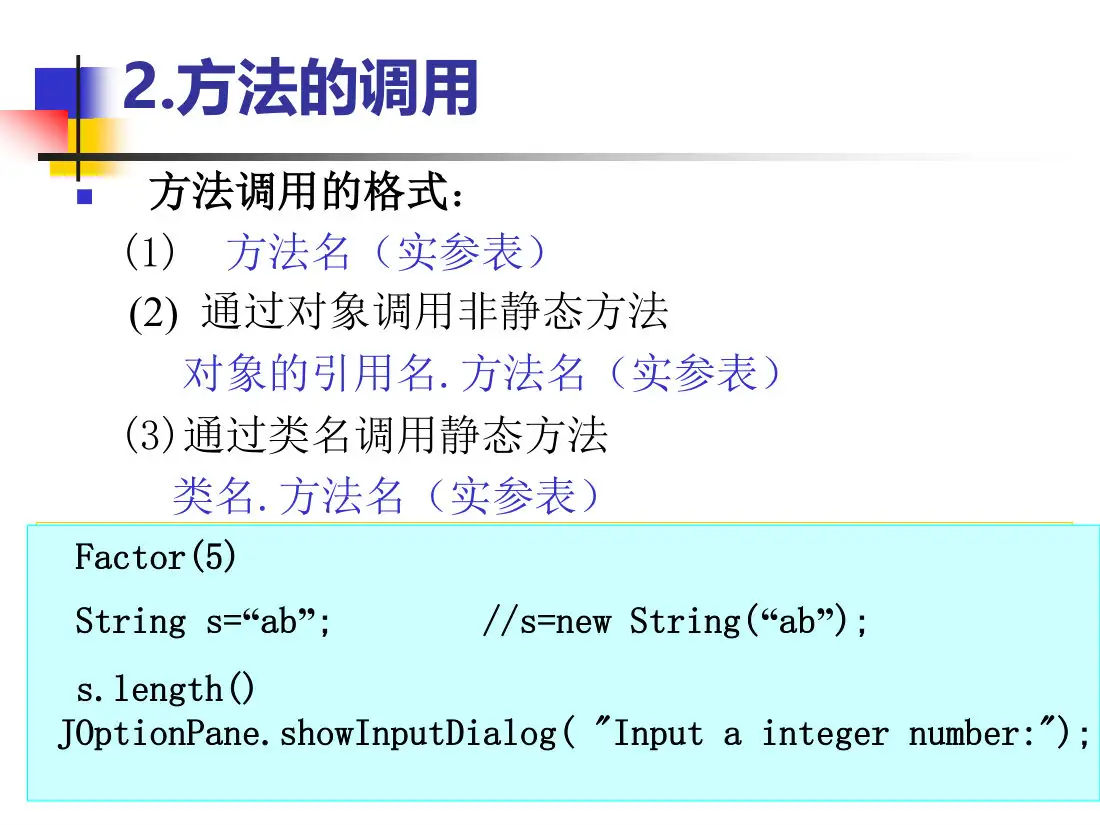 2.方法的调用
方法调用的格式：
(1) 方法名（实参表）
(2) 通过对象调用非静态方法
对象的引用名.方法名（实参表）
(3)通过类名调用静态方法
类名.方法名（实参表）
Factor(5)
String s=“ab”; //s=new String(“ab”);
s.length()
JOptionPane.showInputDialog( "Input a integer number:");